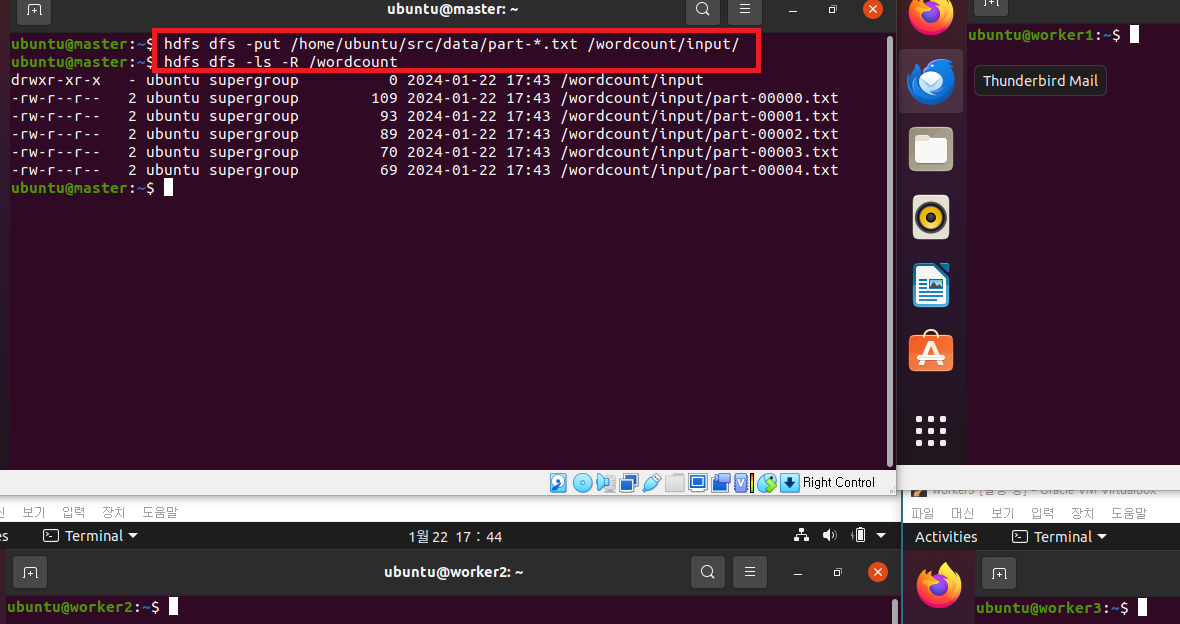 ubuntu@master: ~
ubuntu@master:~$ hdfs dfs -put /home/ubuntu/src/data/part-*.txt /wordcount/input/
ubuntu@master:~$ hdfs dfs -ls -R /wordcount
drwxr-xr-x   - ubuntu supergroup          0 2024-01-22 17:43 /wordcount/input
-rw-r--r--   2 ubuntu supergroup        109 2024-01-22 17:43 /wordcount/input/part-00000.txt
-rw-r--r--   2 ubuntu supergroup         93 2024-01-22 17:43 /wordcount/input/part-00001.txt
-rw-r--r--   2 ubuntu supergroup         89 2024-01-22 17:43 /wordcount/input/part-00002.txt
-rw-r--r--   2 ubuntu supergroup         70 2024-01-22 17:43 /wordcount/input/part-00003.txt
-rw-r--r--   2 ubuntu supergroup         69 2024-01-22 17:43 /wordcount/input/part-00004.txt
ubuntu@master:~$
ubuntu@worker1:~$
Thunderbird Mail
Right Control
보기 입력 장치 도움말
Terminal
1월 22 17 : 44
ubuntu@worker2: ~
ubuntu@worker2:~$
파일 머신 보기 입력 장치 도움말
Activities Terminal
ubuntu@worker3:~$